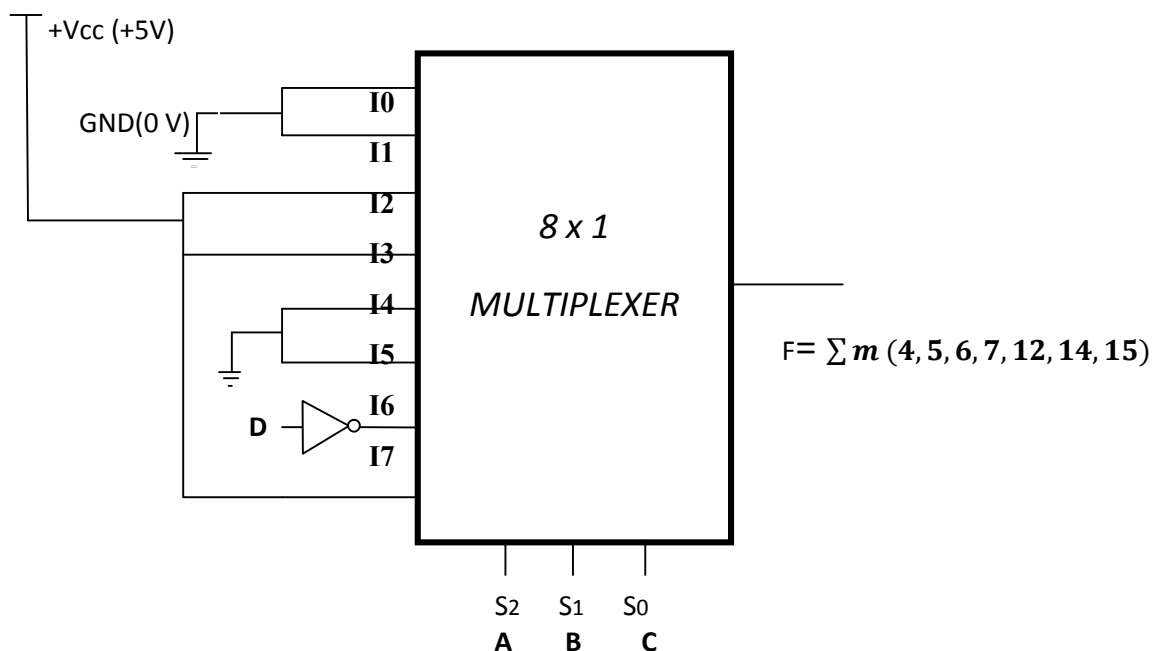 +Vcc (+5V)
GND(0 V)
I0
I1
I2
I3
I4
I5
I6
I7
D
8 x 1
MULTIPLEXER
F= ∑ m (4, 5, 6, 7, 12, 14, 15)
S2 S1 S0
A B C